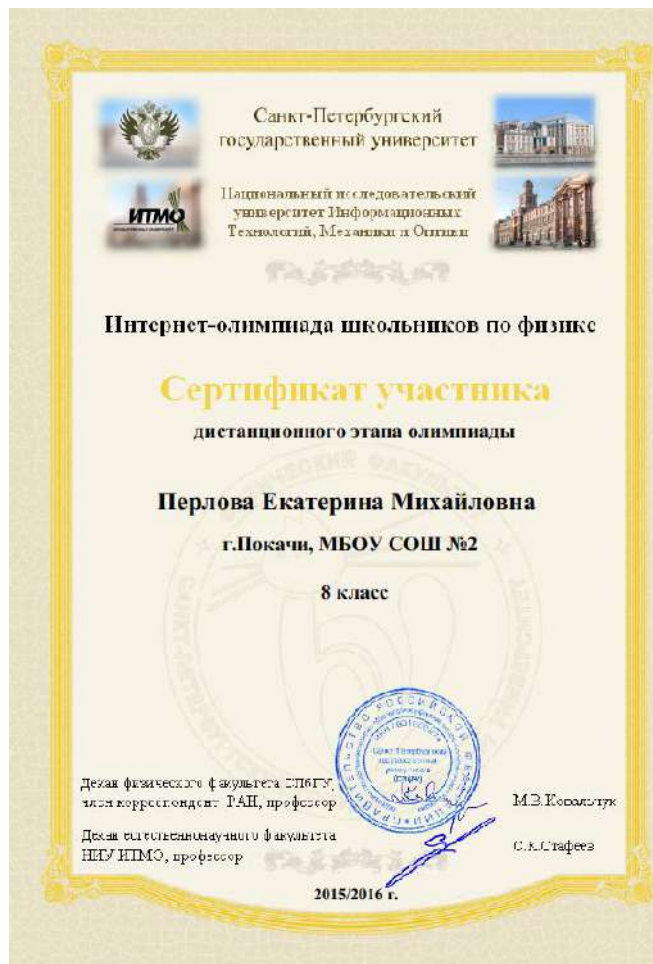 Санкт-Петербургский
государственный университет
ИТМО
Национальный исследовательский
университет Информационных
Технологий, Механики и Оптики
Интернет-олимпиада школьников по физике
Сертификат участника
дистанционного этапа олимпиады
Перлова Екатерина Михайловна
г.Покачи, МБОУ СОШ №2
8 класс
Декан физического факультета СПбГУ,
член корреспондент РАН, профессор
М.В.Ковальчук
Декан естественнонаучного факультета
НИУ ИТМО, профессор
С.К.Стафеев
2015/2016 г.